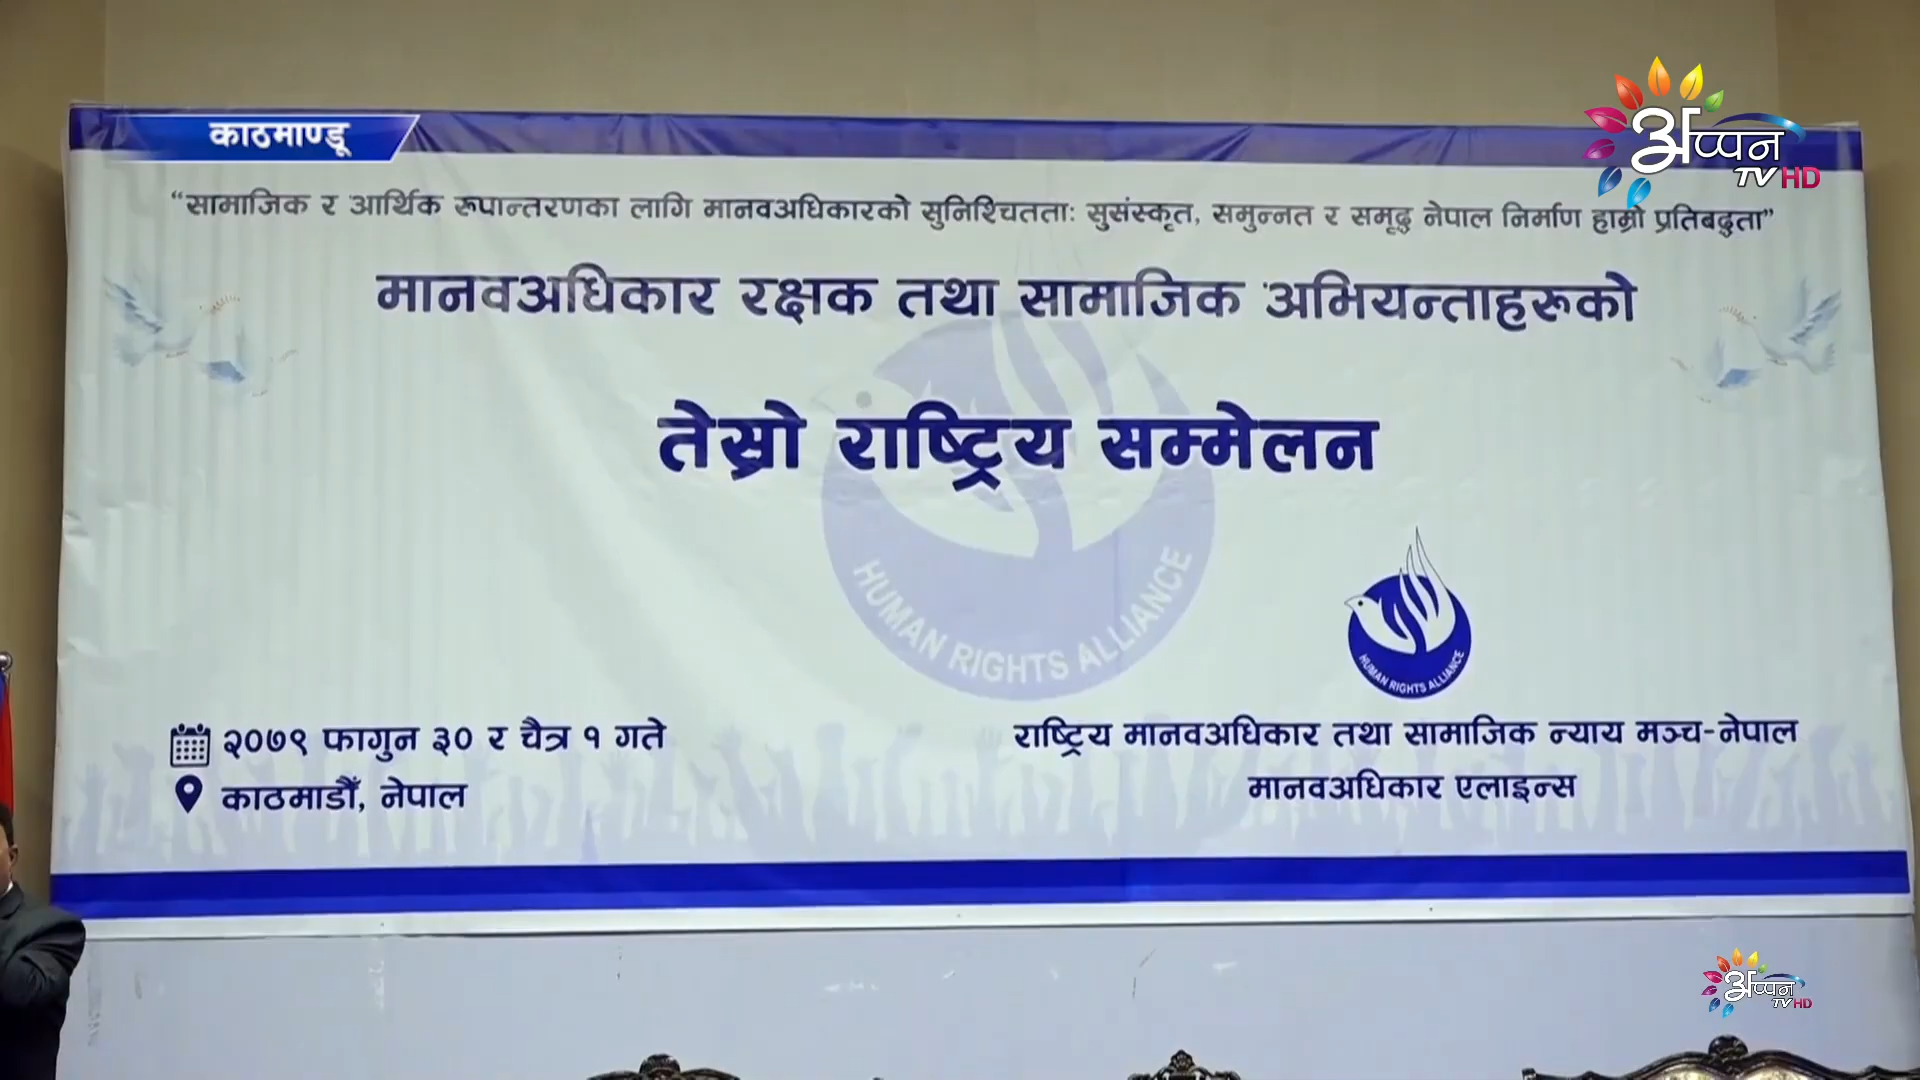 काठमाण्डू
अप्पन
TV HD
“सामाजिक र आर्थिक रूपान्तरणका लागि मानवअधिकारको सुनिश्चितताः सुसंस्कृत, समुन्नत र समृद्ध नेपाल निर्माण हाम्रो प्रतिबद्धता”
मानवअधिकार रक्षक तथा सामाजिक अभियन्ताहरूको
तेस्रो राष्ट्रिय सम्मेलन
HUMAN RIGHTS ALLIANCE
HUMAN RIGHTS ALLIANCE
२०७९ फागुन ३० र चैत्र १ गते
काठमाडौँ, नेपाल
राष्ट्रिय मानवअधिकार तथा सामाजिक न्याय मञ्च-नेपाल
मानवअधिकार एलाइन्स
अप्पन
TV HD